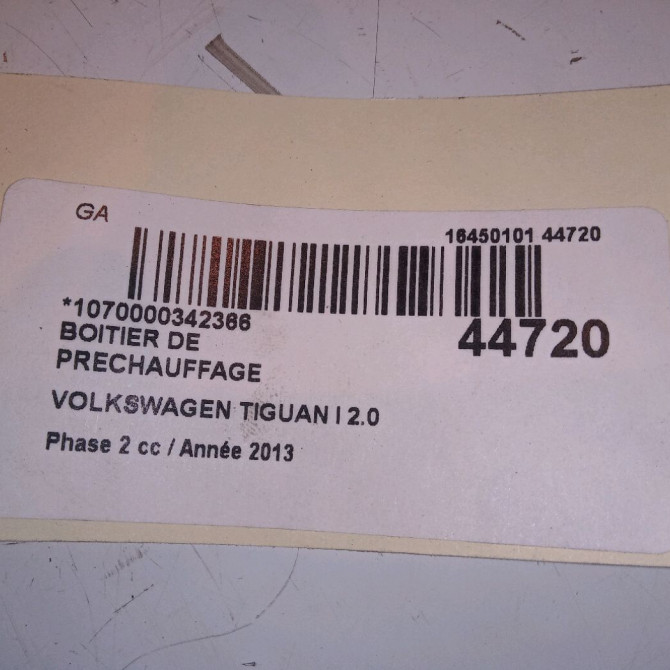 GA
16450101 44720
*1070000342366
44720
BOITIER DE
PRECHAUFFAGE
VOLKSWAGEN TIGUAN I 2.0
Phase 2 cc / Année 2013